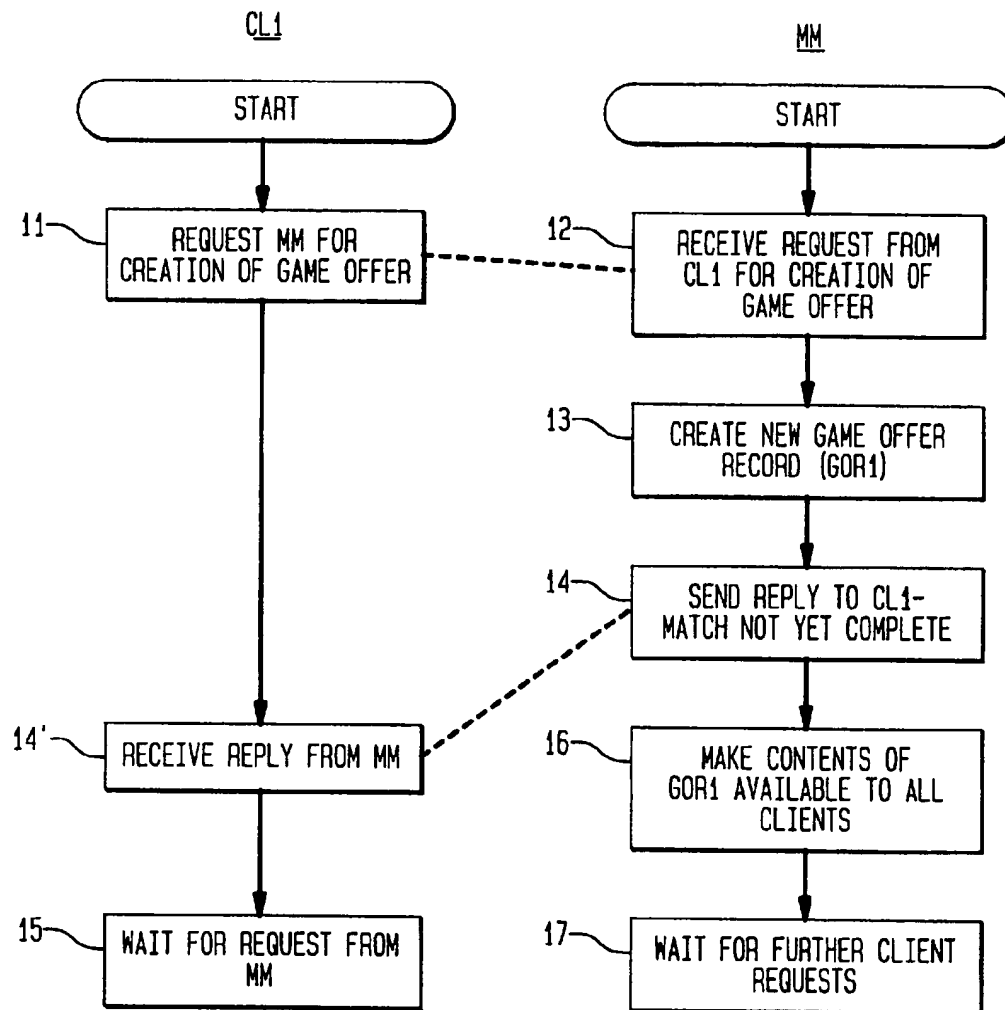 CL1
MM
START
START
11
REQUEST MM FOR
CREATION OF GAME OFFER
12
RECEIVE REQUEST FROM
CL1 FOR CREATION OF
GAME OFFER
13
CREATE NEW GAME OFFER
RECORD (GOR1)
14
SEND REPLY TO CL1-
MATCH NOT YET COMPLETE
14'
RECEIVE REPLY FROM MM
16
MAKE CONTENTS OF
GOR1 AVAILABLE TO ALL
CLIENTS
15
WAIT FOR REQUEST FROM
MM
17
WAIT FOR FURTHER CLIENT
REQUESTS